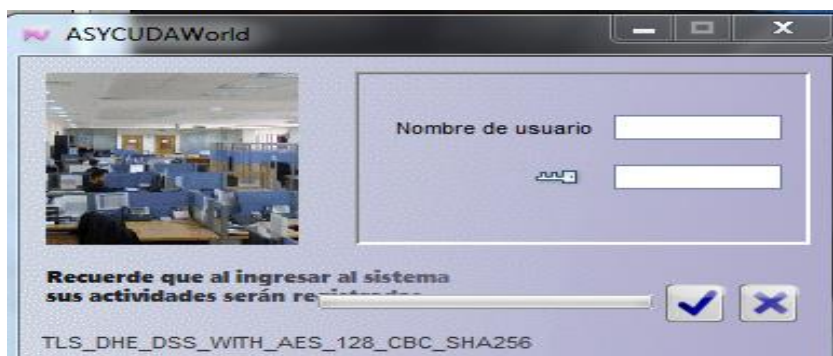 ASYCUDAWorld
Nombre de usuario
Recuerde que al ingresar al sistema
sus actividades serán
TLS_DHE_DSS_WITH_AES_128_CBC_SHA256